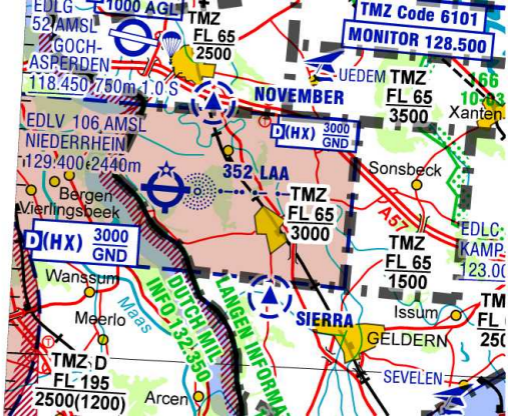 EDLG
52 AMSL
GOCH-
ASPERDEN
118.450 750m 1.0 S
1000 AGL
TMZ
FL 65
2500
TMZ Code 6101
MONITOR 128.500
UEDEM
TMZ
FL 65
3500
166
Xanten
NOVEMBER
D(HX) 3000
GND
EDLV 106 AMSL
NIEDERRHEIN
129.400 2440m
352 LAA
Sonsbeck
Bergen
Vierlingsbeek
TMZ
FL 65
3000
A57
D(HX) 3000
GND
TMZ
FL 65
1500
EDLC
KAMP
123.00
Wanssum
Maas
Meerlo
DUTCH MIL
INFO 132.350
LANGEN INFORMAT
SIERRA
Issum
TM
FL
250
GELDERN
TMZ D
FL 195
2500(1200)
Arcen
SEVELEN